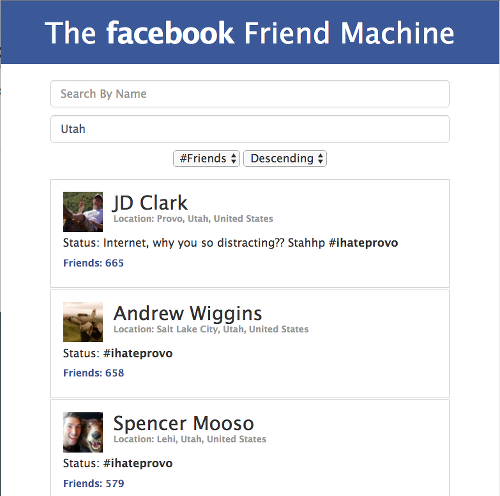 The facebook Friend Machine
Search By Name
Utah
#Friends Descending
JD Clark
Location: Provo, Utah, United States
Status: Internet, why you so distracting?? Stahhp #ihateprovo
Friends: 665
Andrew Wiggins
Location: Salt Lake City, Utah, United States
Status: #ihateprovo
Friends: 658
Spencer Mooso
Location: Lehi, Utah, United States
Status: #ihateprovo
Friends: 579